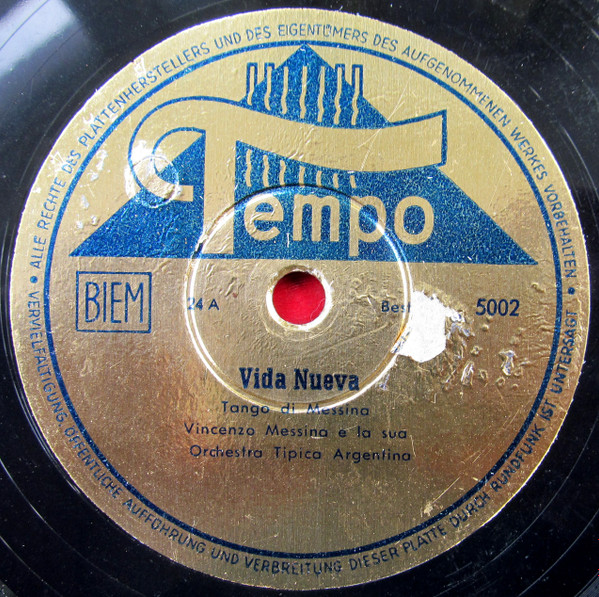 ALLE RECHTE DES PLATTENHERSTELLERS UND DES EIGENTÜMERS DES AUFGENOMMENEN WERKES VORBEHALTEN •
Tempo
BIEM
24 A
Best
5002
Vida Nueva
Tango di Messina
Vincenzo Messina e la sua
Orchestra Tipica Argentina
• VERVIELFÄLTIGUNG, ÖFFENTLICHE AUFFÜHRUNG UND VERBREITUNG DIESER PLATTE DURCH RUNDFUNK IST UNTERSAGT •